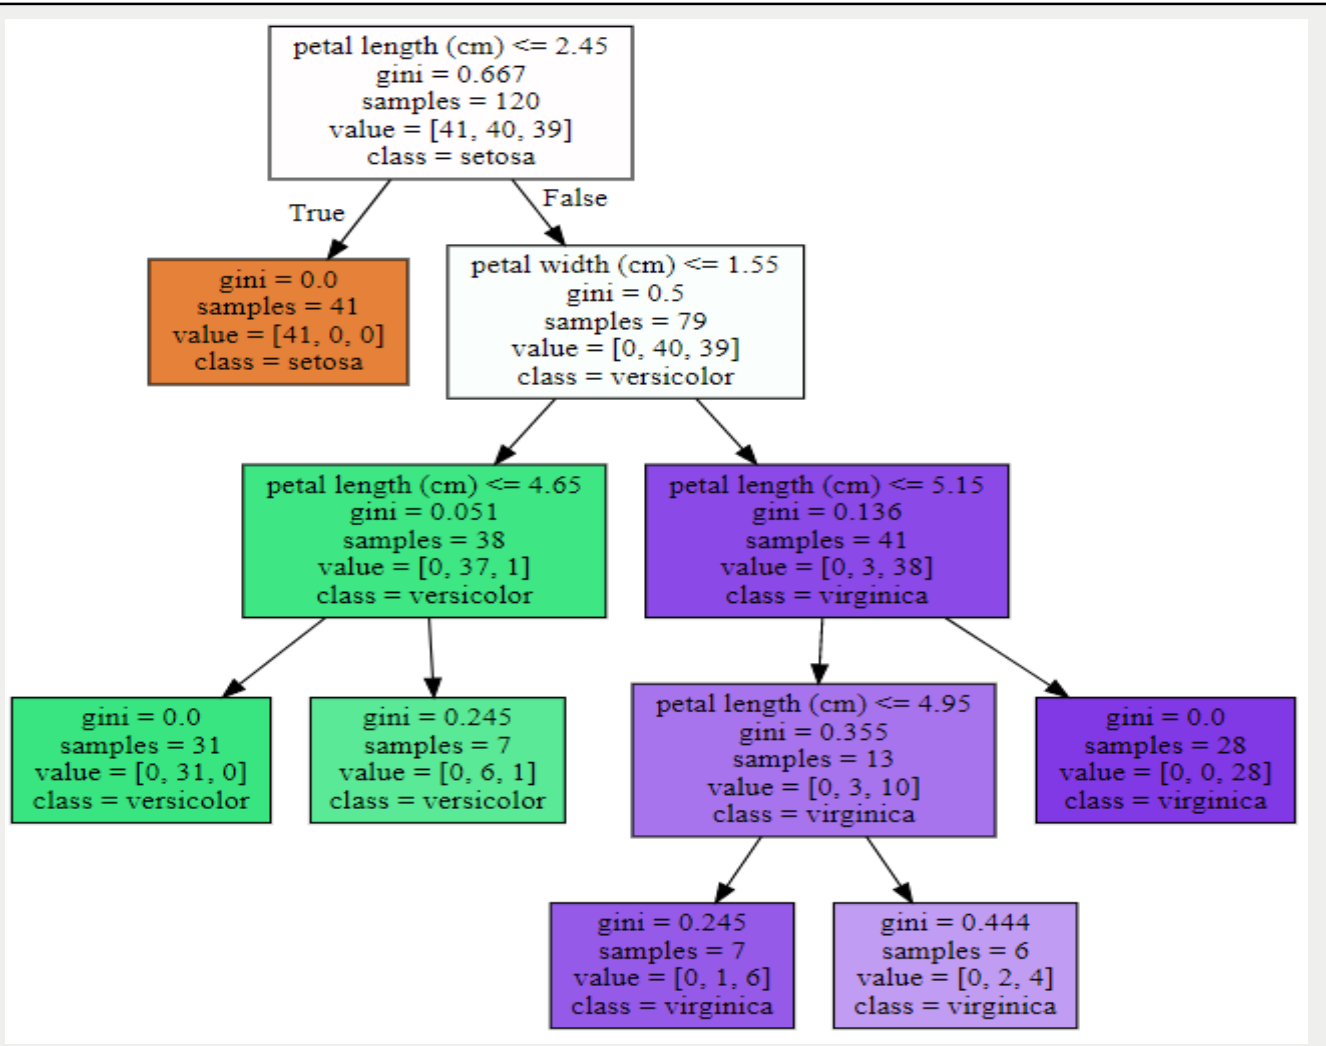 petal length (cm) <= 2.45
gini = 0.667
samples = 120
value = [41, 40, 39]
class = setosa
True
False
gini = 0.0
samples = 41
value = [41, 0, 0]
class = setosa
petal width (cm) <= 1.55
gini = 0.5
samples = 79
value = [0, 40, 39]
class = versicolor
petal length (cm) <= 4.65
gini = 0.051
samples = 38
value = [0, 37, 1]
class = versicolor
petal length (cm) <= 5.15
gini = 0.136
samples = 41
value = [0, 3, 38]
class = virginica
gini = 0.0
samples = 31
value = [0, 31, 0]
class = versicolor
gini = 0.245
samples = 7
value = [0, 6, 1]
class = versicolor
petal length (cm) <= 4.95
gini = 0.355
samples = 13
value = [0, 3, 10]
class = virginica
gini = 0.0
samples = 28
value = [0, 0, 28]
class = virginica
gini = 0.245
samples = 7
value = [0, 1, 6]
class = virginica
gini = 0.444
samples = 6
value = [0, 2, 4]
class = virginica